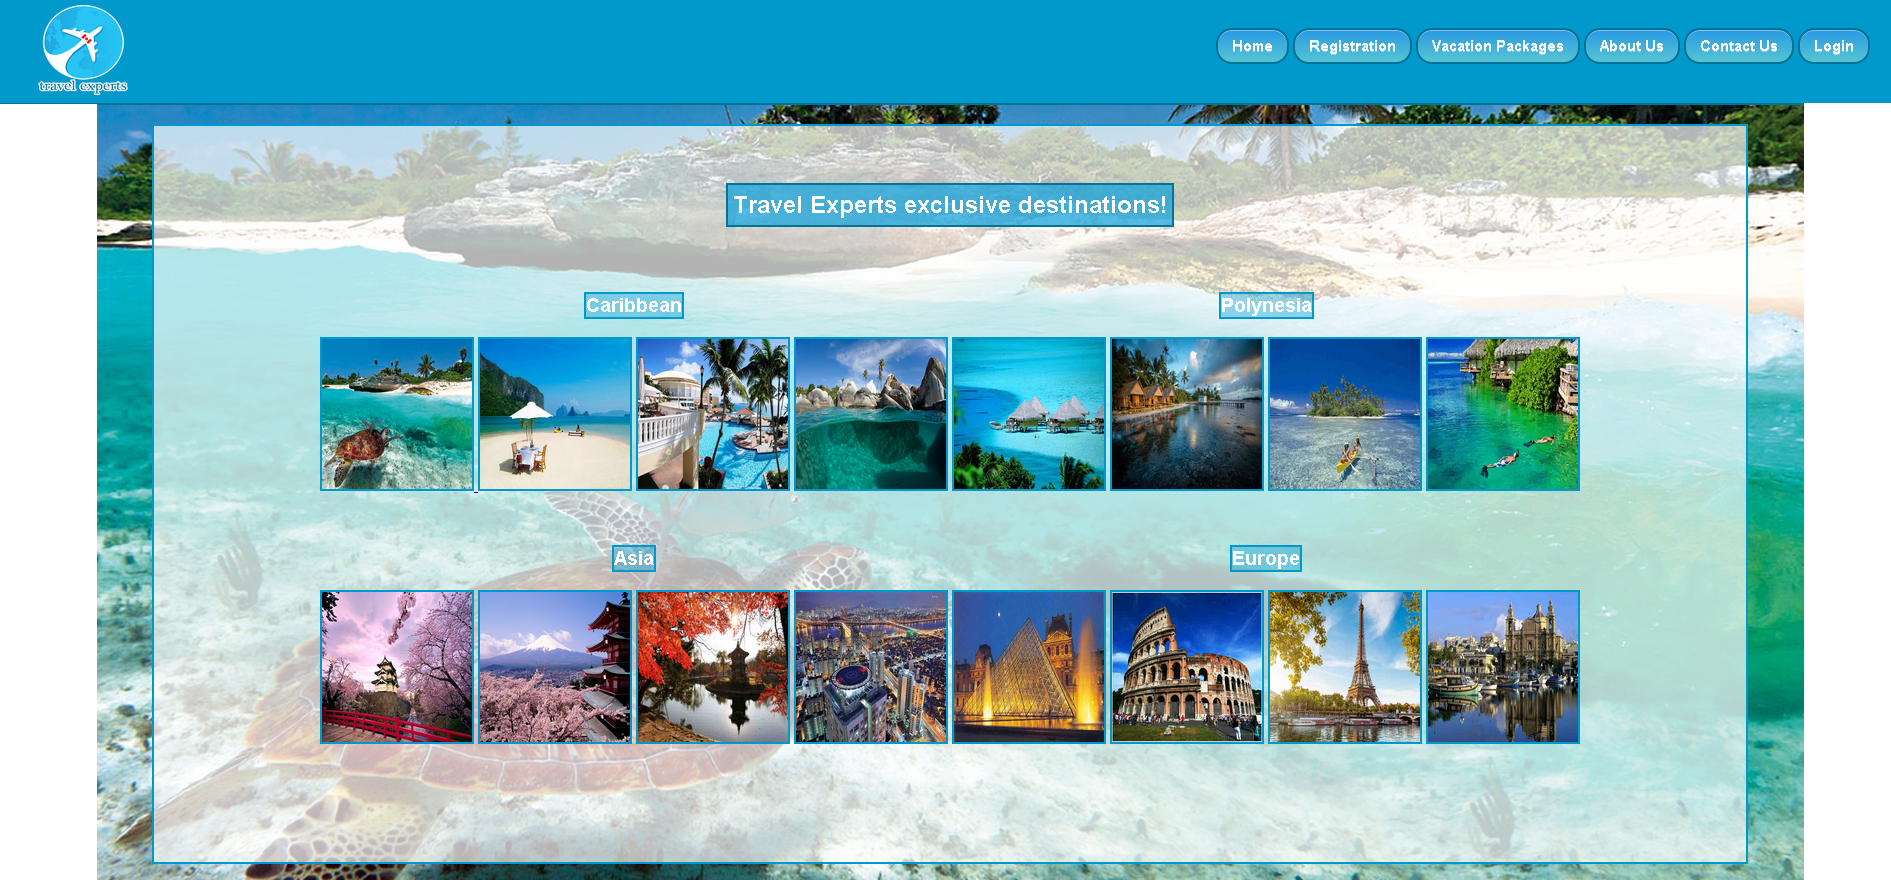 travel experts
Home
Registration
Vacation Packages
About Us
Contact Us
Login
Travel Experts exclusive destinations!
Caribbean
Polynesia
Asia
Europe